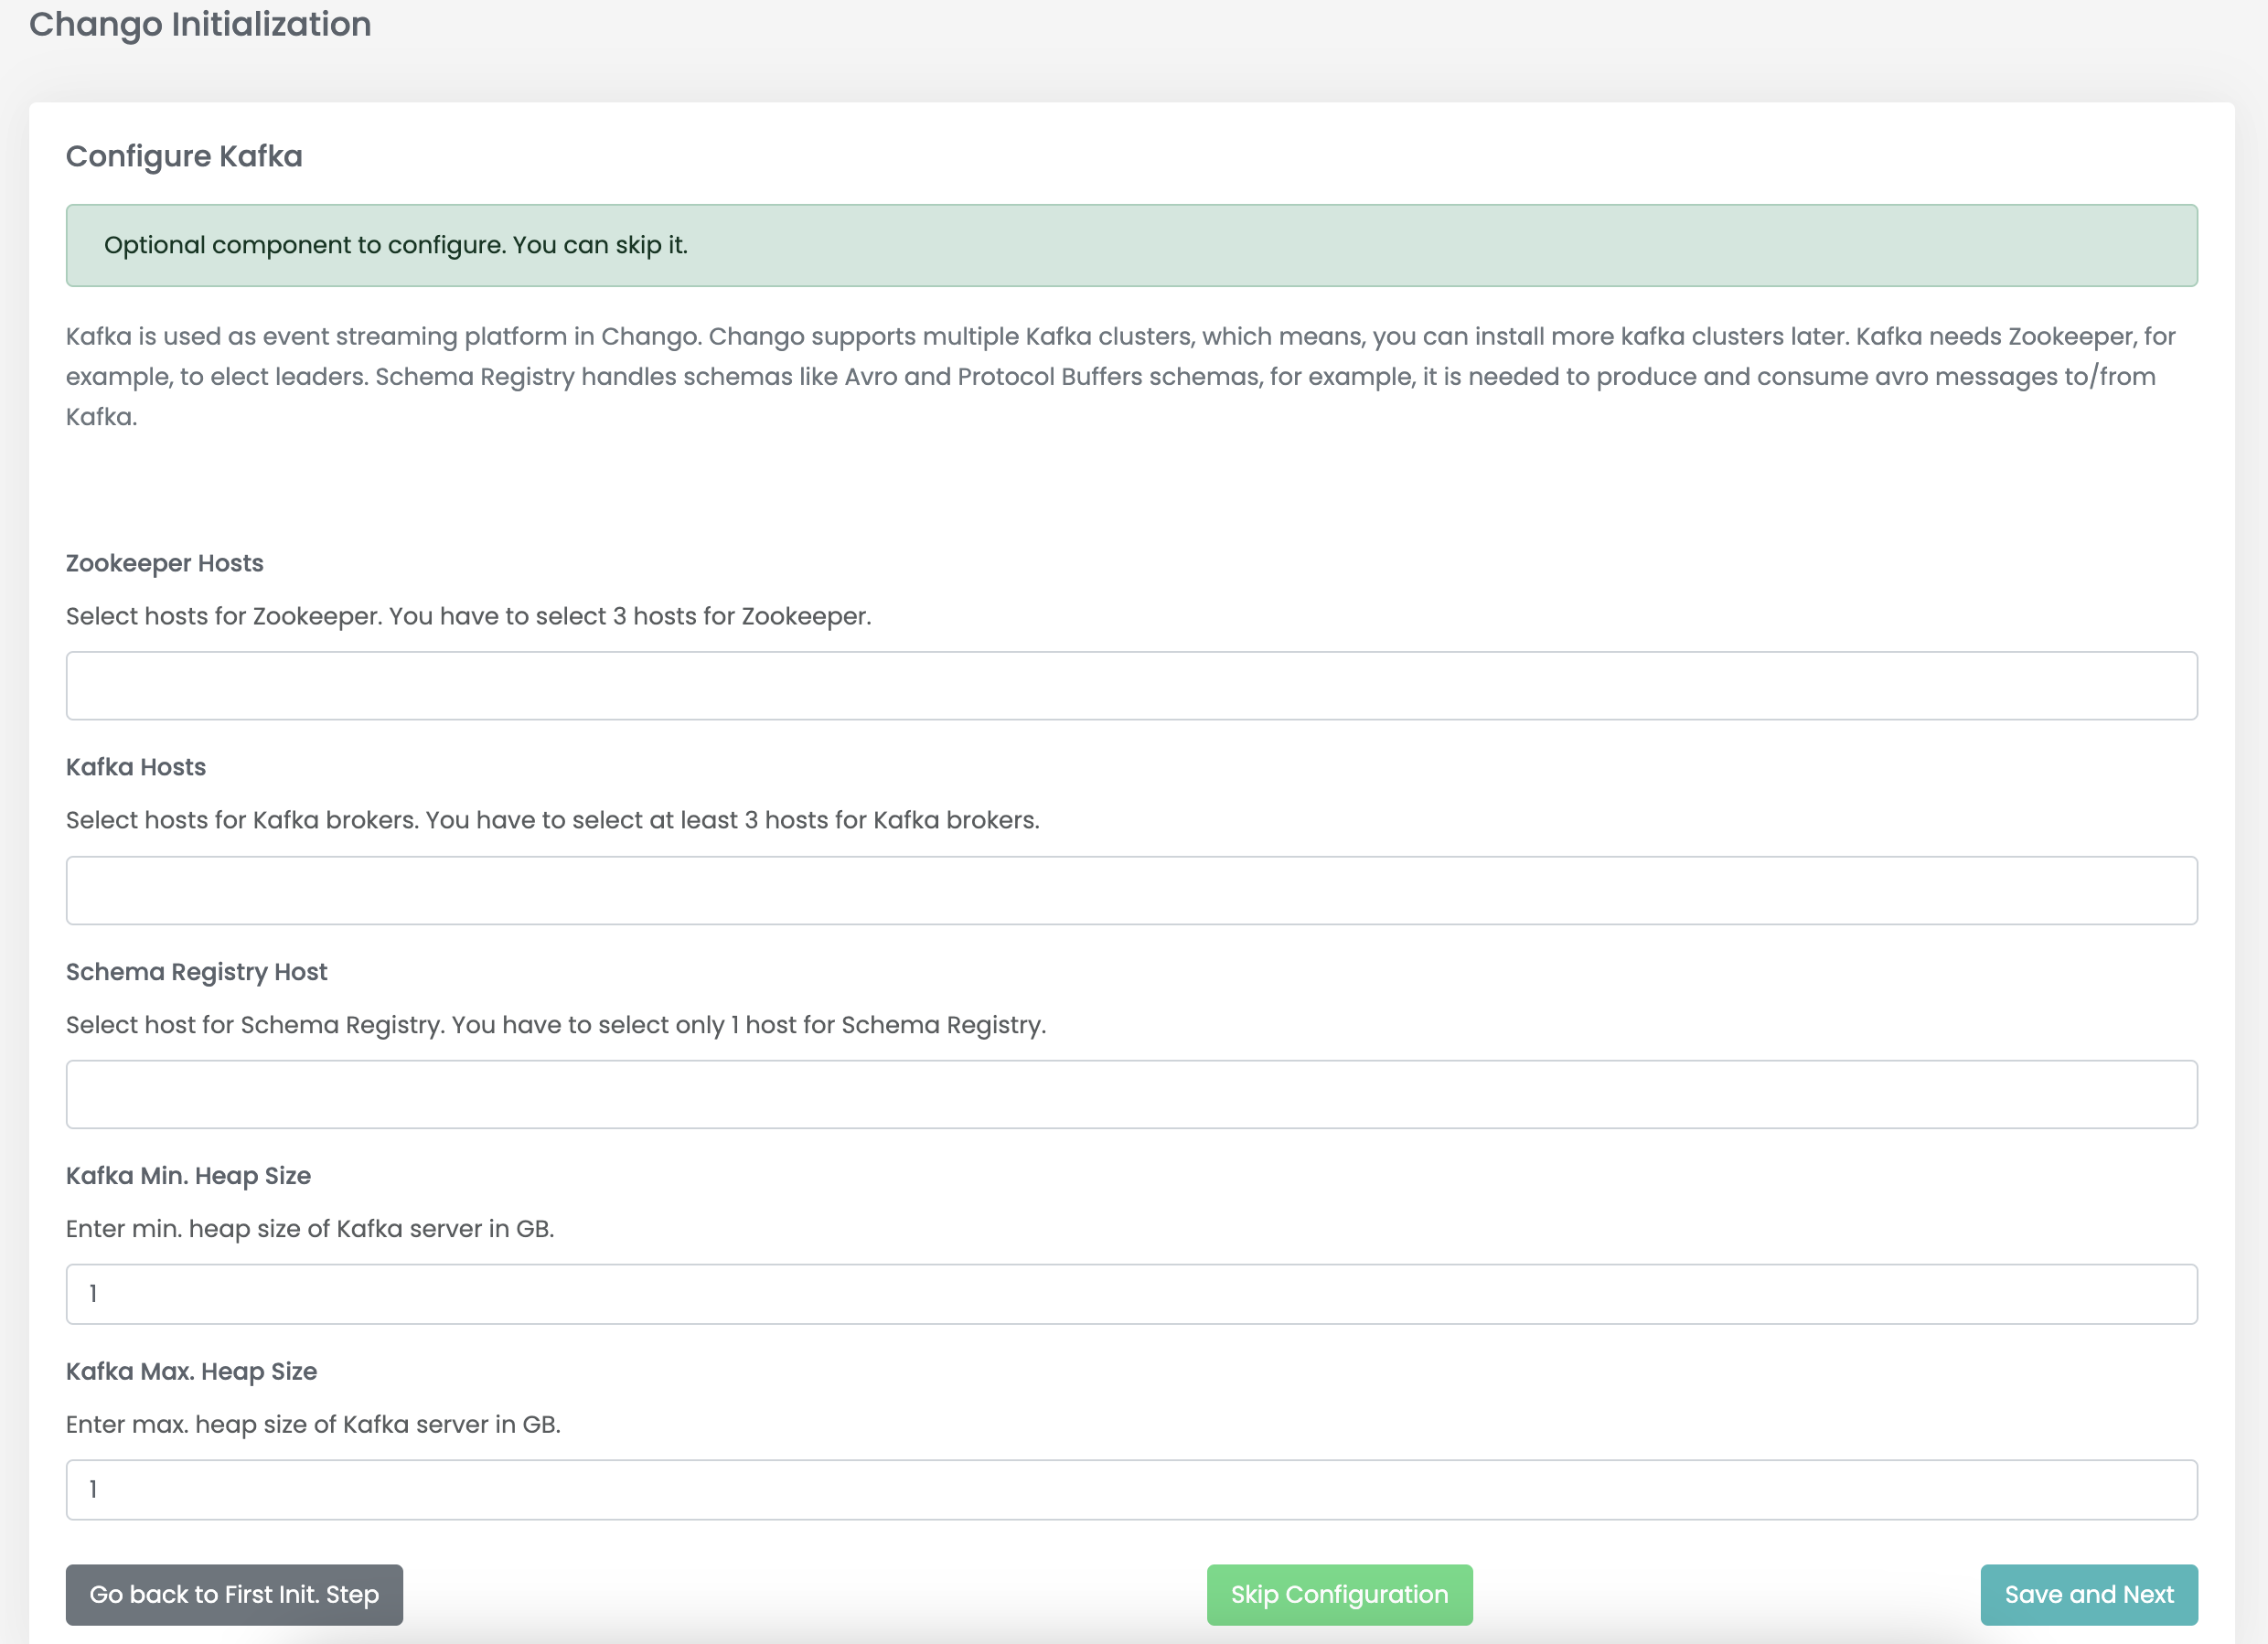 Chango Initialization
Configure Kafka
Optional component to configure. You can skip it.
Kafka is used as event streaming platform in Chango. Chango supports multiple Kafka clusters, which means, you can install more kafka clusters later. Kafka needs Zookeeper, for
example, to elect leaders. Schema Registry handles schemas like Avro and Protocol Buffers schemas, for example, it is needed to produce and consume avro messages to/from
Kafka.
Zookeeper Hosts
Select hosts for Zookeeper. You have to select 3 hosts for Zookeeper.
Kafka Hosts
Select hosts for Kafka brokers. You have to select at least 3 hosts for Kafka brokers.
Schema Registry Host
Select host for Schema Registry. You have to select only 1 host for Schema Registry.
Kafka Min. Heap Size
Enter min. heap size of Kafka server in GB.
1
Kafka Max. Heap Size
Enter max. heap size of Kafka server in GB.
1
Go back to First Init. Step
Skip Configuration
Save and Next